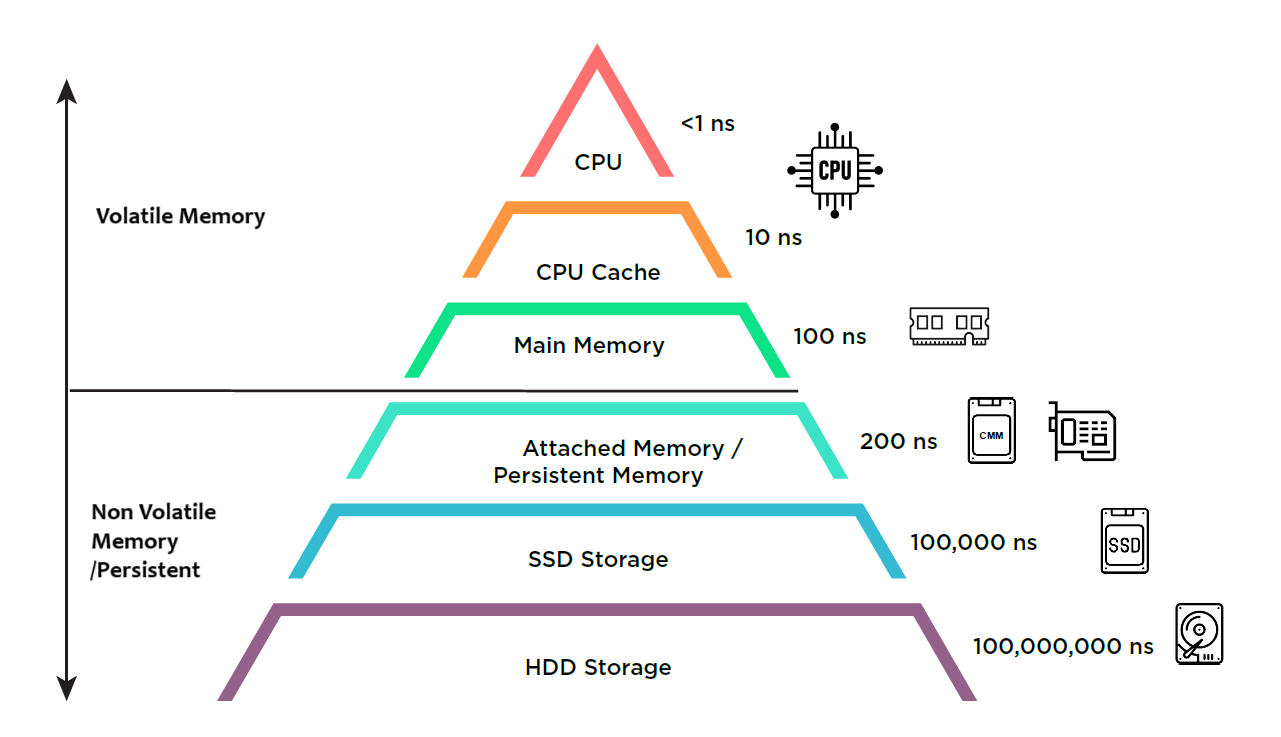 <1 ns
CPU
CPU
Volatile Memory
10 ns
CPU Cache
Main Memory
100 ns
Attached Memory /
Persistent Memory
200 ns
CMM
Non Volatile
Memory
/Persistent
SSD Storage
100,000 ns
SSD
HDD Storage
100,000,000 ns